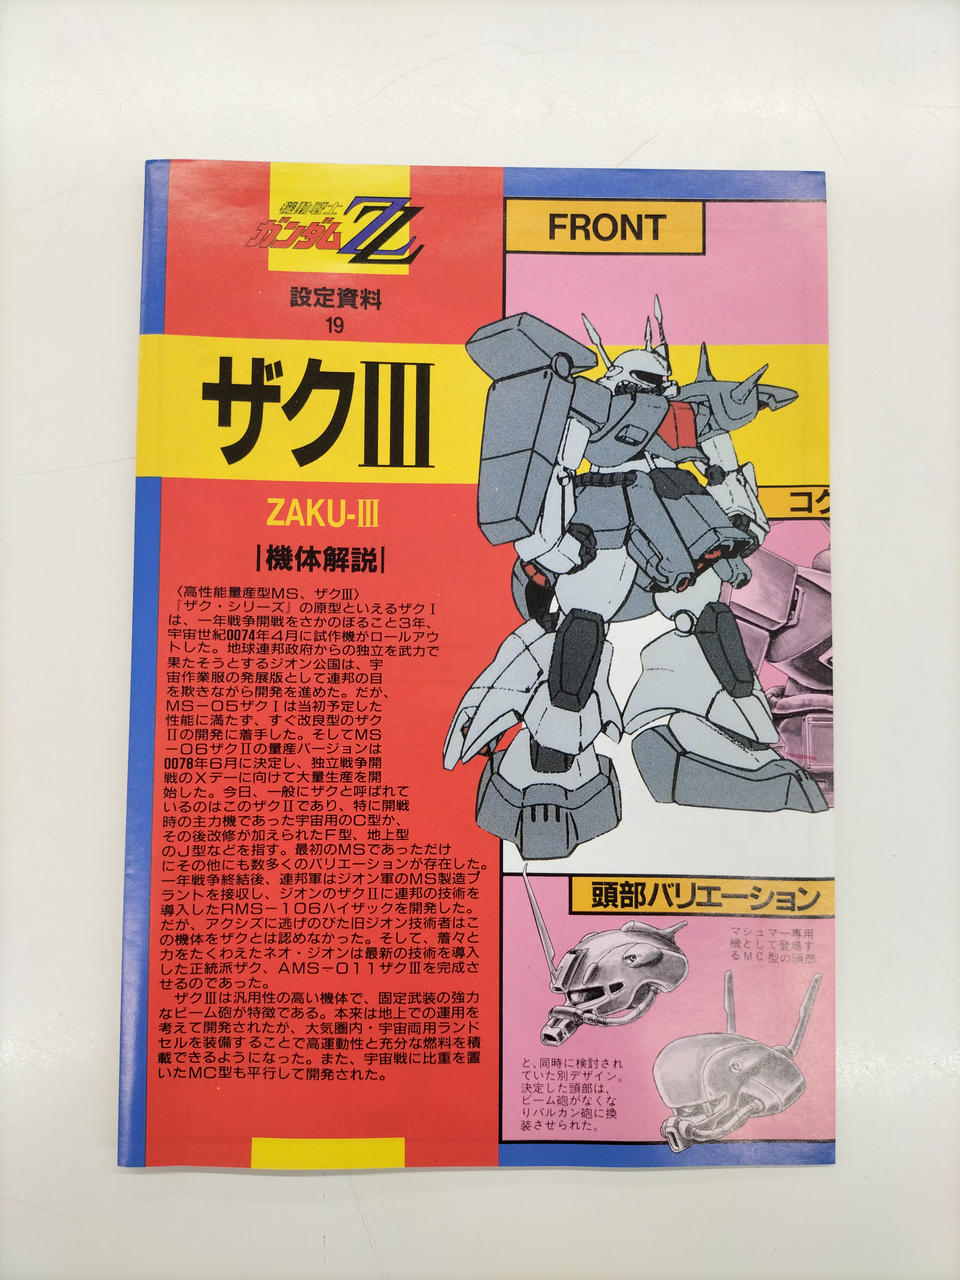 機動戦士
ガンダムZZ
設定資料
19
ザクⅢ
ZAKU-Ⅲ
機体解説
〈高性能量産型MS、ザクⅢ〉
『ザク・シリーズ』の原型といえるザクⅠ
は、一年戦争開戦をさかのぼること3年、
宇宙世紀0074年4月に試作機がロールアウ
トした。地球連邦政府からの独立を武力で
果たそうとするジオン公国は、宇
宙作業服の発展版として連邦の目
を欺きながら開発を進めた。だが、
MS-05ザクⅠは当初予定した
性能に満たず、すぐ改良型のザク
Ⅱの開発に着手した。そしてMS
-06ザクⅡの量産バージョンは
0078年6月に決定し、独立戦争開
戦のXデーに向けて大量生産を開
始した。今日、一般にザクと呼ばれて
いるのはこのザクⅡであり、特に開戦
時の主力機であった宇宙用のC型か、
その後改修が加えられたF型、地上型
のJ型などを指す。最初のMSであっただけ
にその他にも数多くのバリエーションが存在した。
一年戦争終結後、連邦軍はジオン軍のMS製造プ
ラントを接収し、ジオンのザクⅡに連邦の技術を
導入したRMS-106ハイザックを開発した。
だが、アクシズに逃げのびた旧ジオン技術者はこ
の機体をザクとは認めなかった。そして、着々と
力をたくわえたネオ・ジオンは最新の技術を導入
した正統派ザク、AMS-011ザクⅢを完成さ
せるのであった。
ザクⅢは汎用性の高い機体で、固定武装の強力
なビーム砲が特徴である。本来は地上での運用を
考えて開発されたが、大気圏内・宇宙両用ランド
セルを装備することで高運動性と充分な燃料を積
載できるようになった。また、宇宙戦に比重を置
いたMC型も平行して開発された。
FRONT
コク
頭部バリエーション
マシュマー専用
機として登場す
るMC型の頭部
と、同時に検討され
ていた別デザイン。
決定した頭部は、
ビーム砲がなくな
りバルカン砲に換
装させられた。